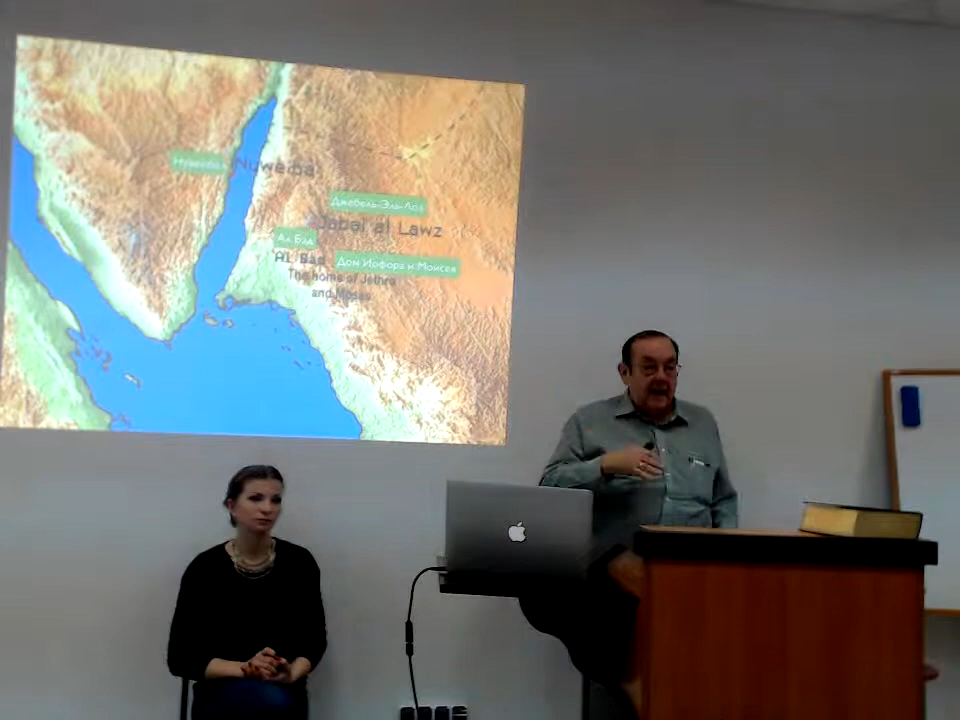 Нувейба
Nuweiba
Джебель-Эль-Лоз
Jabal al Lawz
Ал Бад
AL Bad
Дом Иофора и Моисея
The home of Jethro
and Moses